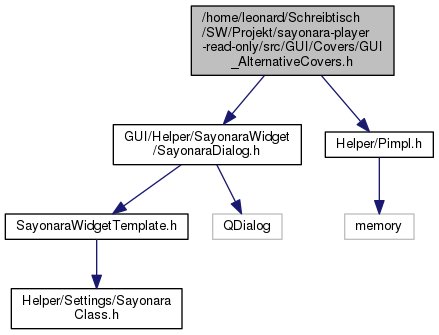 /home/leonard/Schreibtisch
/SW/Projekt/sayonara-player
-read-only/src/GUI/Covers/GUI
_AlternativeCovers.h
GUI/Helper/SayonaraWidget
/SayonaraDialog.h
Helper/Pimpl.h
SayonaraWidgetTemplate.h
QDialog
memory
Helper/Settings/Sayonara
Class.h